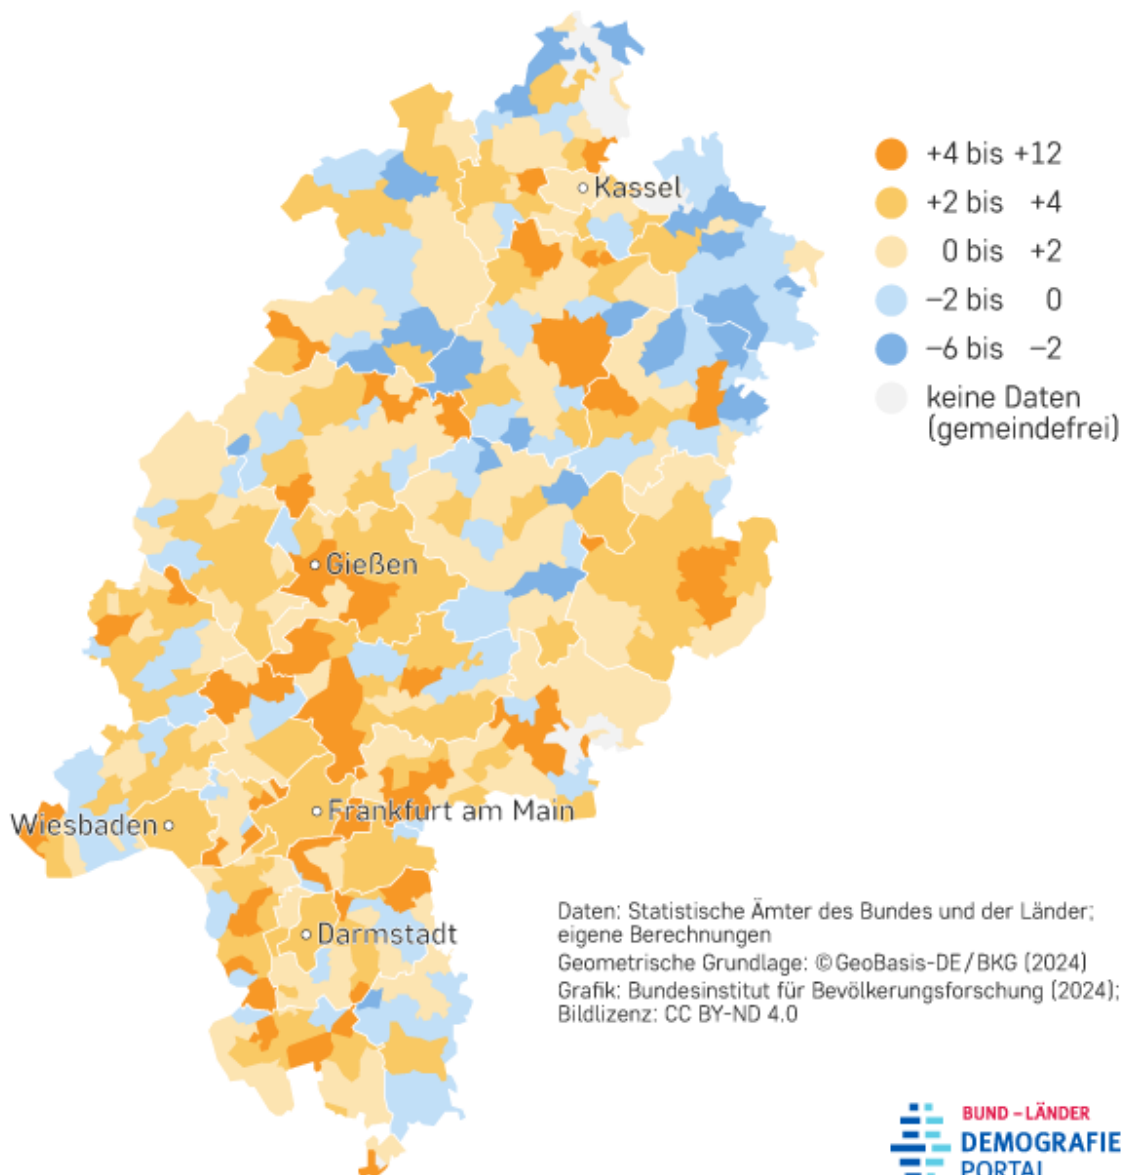 +4 bis +12
+2 bis +4
0 bis +2
−2 bis 0
−6 bis −2
keine Daten
(gemeindefrei)
Kassel
Gießen
Frankfurt am Main
Wiesbaden
Darmstadt
Daten: Statistische Ämter des Bundes und der Länder;
eigene Berechnungen
Geometrische Grundlage: © GeoBasis-DE / BKG (2024)
Grafik: Bundesinstitut für Bevölkerungsforschung (2024);
Bildlizenz: CC BY-ND 4.0
BUND – LÄNDER
DEMOGRAFIE
PORTAL